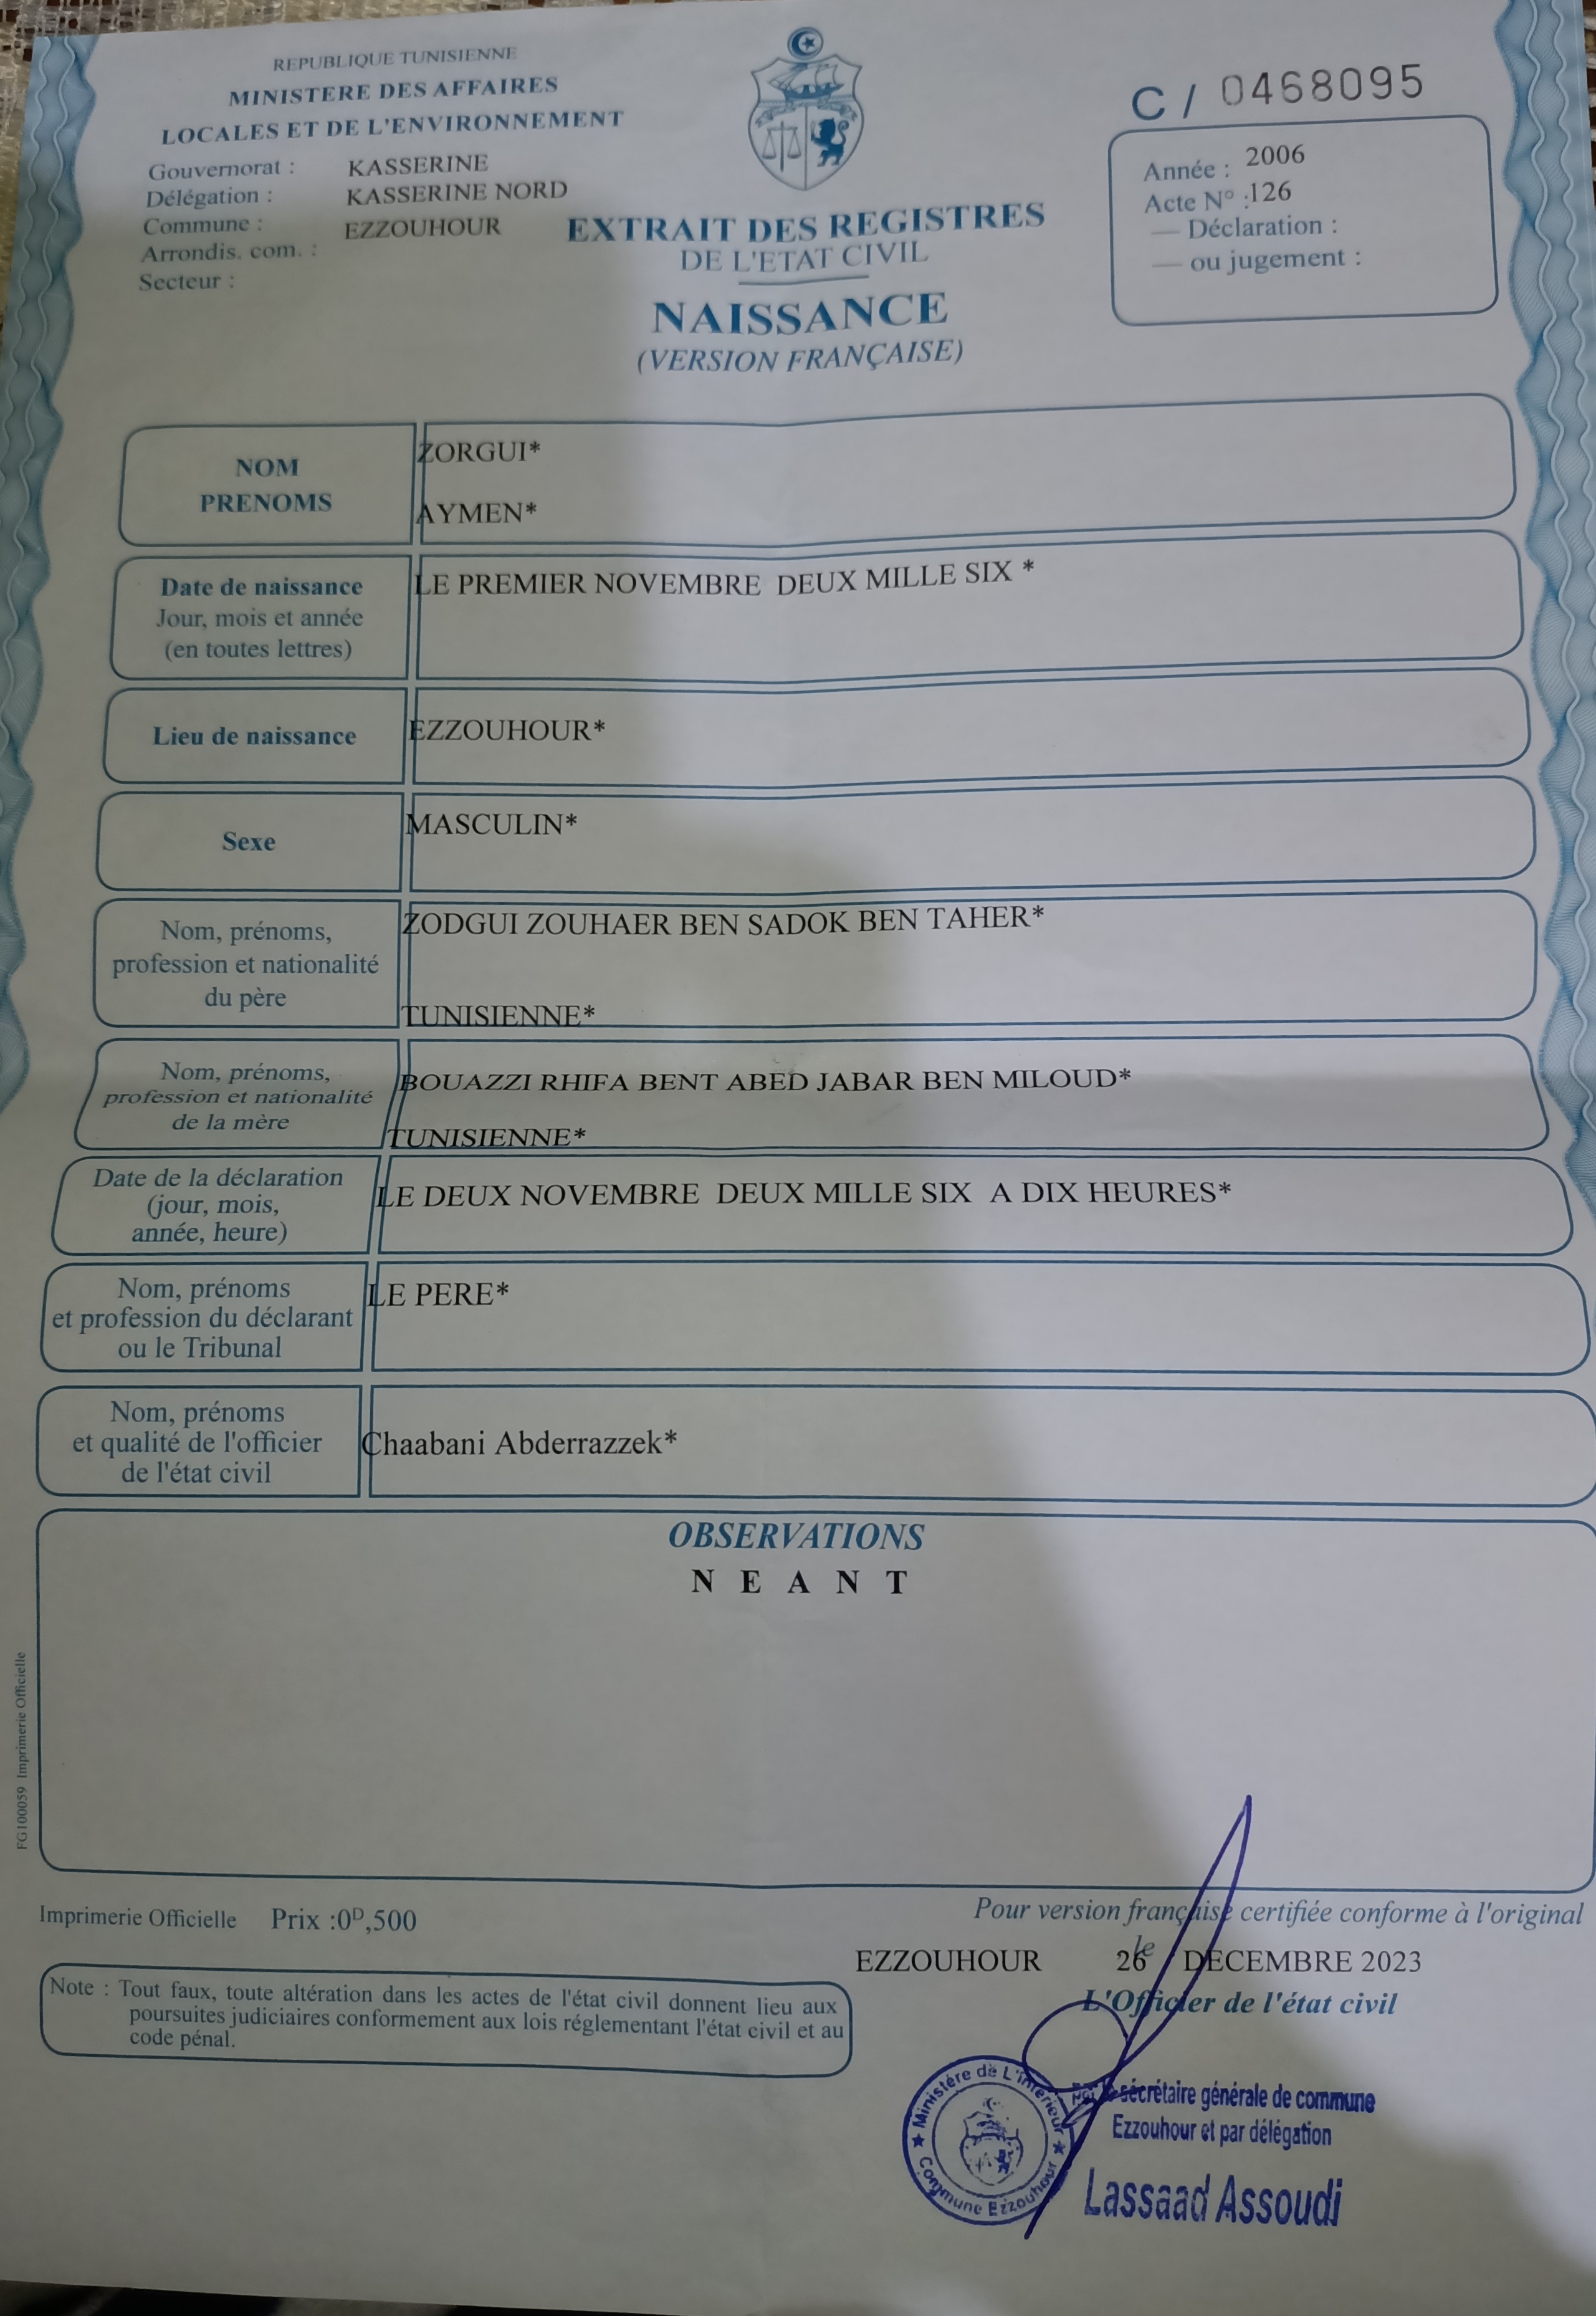 REPUBLIQUE TUNISIENNE
MINISTERE DES AFFAIRES
LOCALES ET DE L'ENVIRONNEMENT
Gouvernorat : KASSERINE
Délégation : KASSERINE NORD
Commune : EZZOUHOUR
Arrondis. com. :
Secteur :
EXTRAIT DES REGISTRES
DE L'ETAT CIVIL
NAISSANCE
(VERSION FRANÇAISE)
C / 0468095
Année : 2006
Acte N° :126
— Déclaration :
— ou jugement :
NOM
PRENOMS
ZORGUI*
AYMEN*
Date de naissance
Jour, mois et année
(en toutes lettres)
LE PREMIER NOVEMBRE DEUX MILLE SIX *
Lieu de naissance
EZZOUHOUR*
Sexe
MASCULIN*
Nom, prénoms,
profession et nationalité
du père
ZODGUI ZOUHAER BEN SADOK BEN TAHER*
TUNISIENNE*
Nom, prénoms,
profession et nationalité
de la mère
BOUAZZI RHIFA BENT ABED JABAR BEN MILOUD*
TUNISIENNE*
Date de la déclaration
(jour, mois,
année, heure)
LE DEUX NOVEMBRE DEUX MILLE SIX A DIX HEURES*
Nom, prénoms
et profession du déclarant
ou le Tribunal
LE PERE*
Nom, prénoms
et qualité de l'officier
de l'état civil
Chaabani Abderrazzek*
OBSERVATIONS
N E A N T
FG100059 Imprimerie Officielle
Imprimerie Officielle Prix :0ᴰ,500
Pour version française certifiée conforme à l'original
le
EZZOUHOUR 26 DECEMBRE 2023
L'Officier de l'état civil
Note : Tout faux, toute altération dans les actes de l'état civil donnent lieu aux
poursuites judiciaires conformement aux lois réglementant l'état civil et au
code pénal.
★ Ministère de L'intérieur ★
Commune Ezzouhour
sécrétaire générale de commune
Ezzouhour et par délégation
Lassaad Assoudi